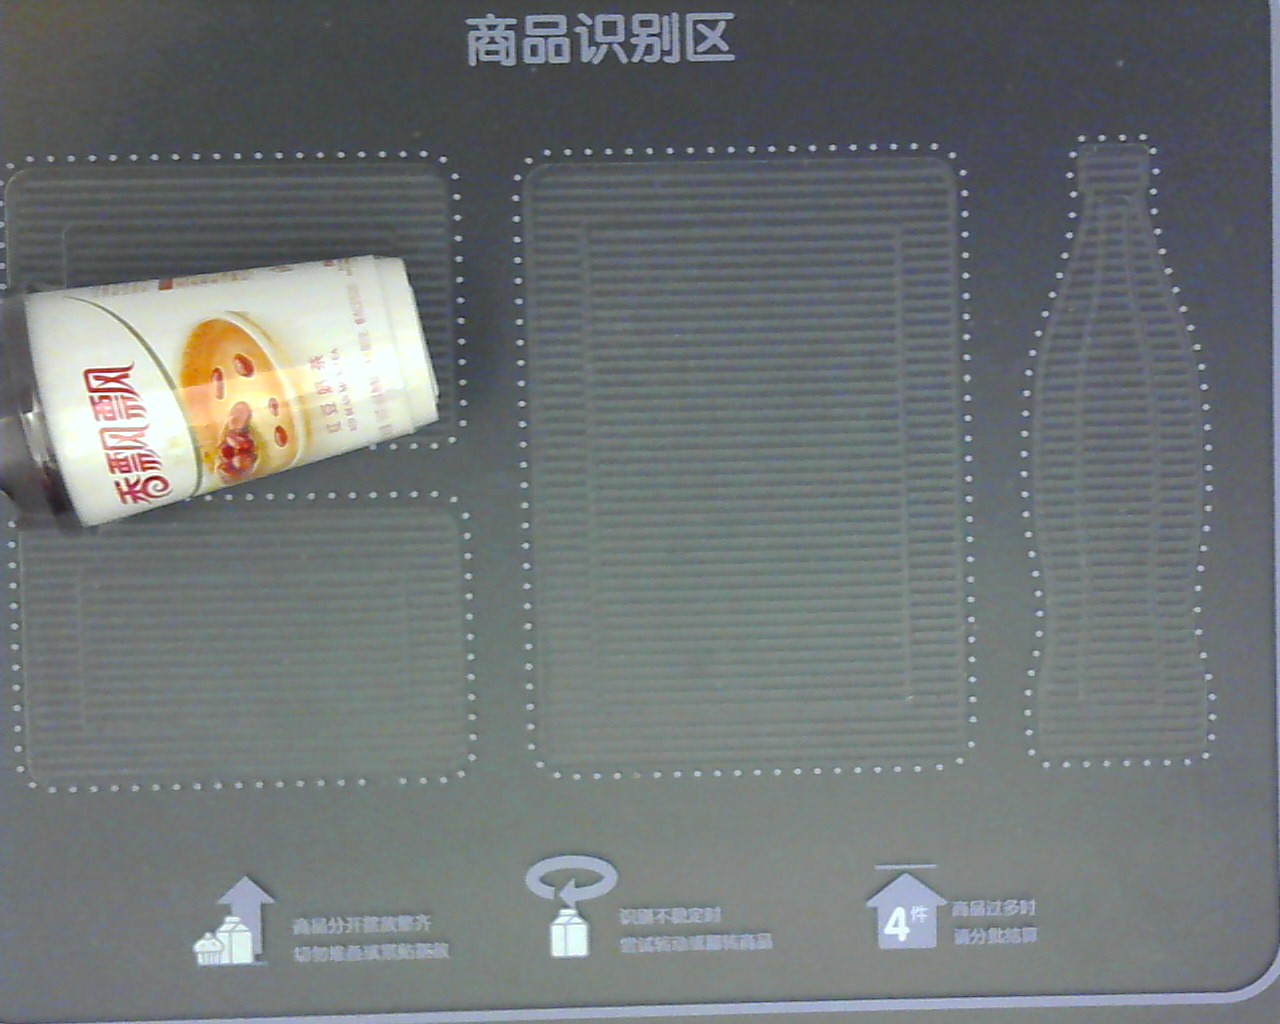 商品识别区
香飘飘
红豆奶茶
商品分开摆放整齐
切勿堆叠或紧贴摆放
识别不稳定时
尝试转动或翻转商品
4件
商品过多时
请分批结算